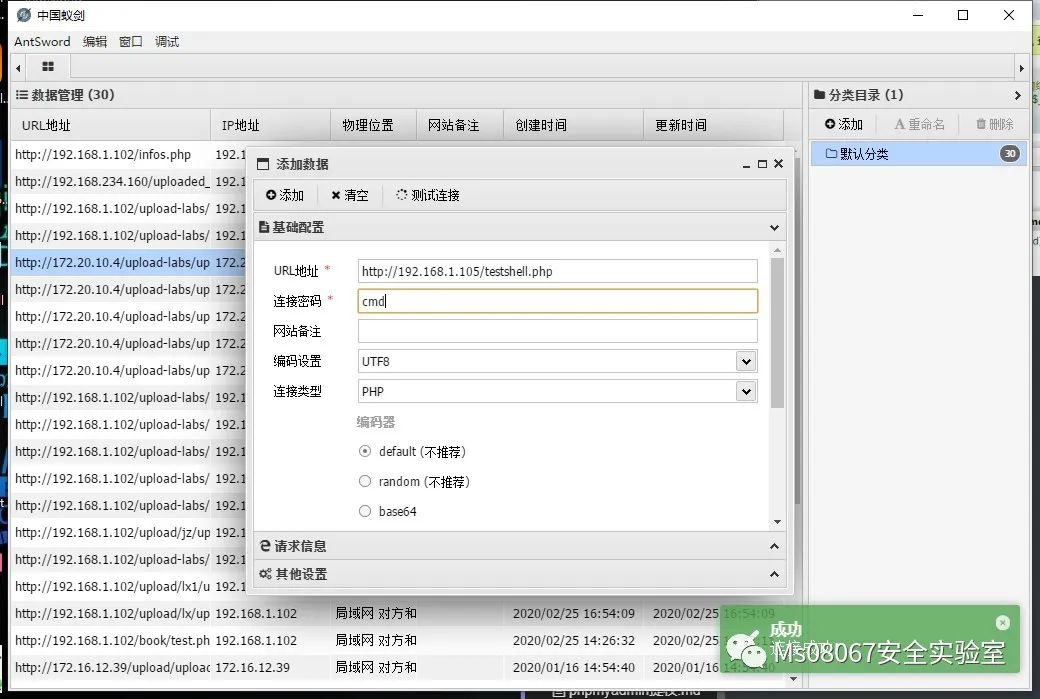 中国蚁剑
AntSword 编辑 窗口 调试
数据管理 (30)
分类目录 (1)
URL地址 IP地址 物理位置 网站备注 创建时间 更新时间
添加 重命名 删除
默认分类 30
http://192.168.1.102/infos.php 192.1
http://192.168.234.160/uploaded_ 192.1
http://192.168.1.102/upload-labs/ 192.1
http://192.168.1.102/upload-labs/ 192.1
http://172.20.10.4/upload-labs/up 172.2
http://172.20.10.4/upload-labs/up 172.2
http://172.20.10.4/upload-labs/up 172.2
http://172.20.10.4/upload-labs/up 172.2
http://172.20.10.4/upload-labs/up 172.2
http://192.168.1.102/upload-labs/ 192.1
http://192.168.1.102/upload-labs/ 192.1
http://192.168.1.102/upload-labs/ 192.1
http://192.168.1.102/upload-labs/ 192.1
http://192.168.1.102/upload-labs/ 192.1
http://192.168.1.102/upload/jz/up 192.1
http://192.168.1.102/upload-labs/ 192.1
http://192.168.1.102/upload/lx1/u 192.1
http://192.168.1.102/upload/lx/up 192.168.1.102 局域网 对方和 2020/02/25 16:54:09 2020/02/25 16:54:09
http://192.168.1.102/book/test.ph 192.168.1.102 局域网 对方和 2020/02/25 14:26:32 2020/02/25
http://172.16.12.39/upload/upload 172.16.12.39 局域网 对方和 2020/01/16 14:54:40 2020/01/16 14:54:40
添加数据
添加 清空 测试连接
基础配置
URL地址 * http://192.168.1.105/testshell.php
连接密码 * cmd
网站备注
编码设置 UTF8
连接类型 PHP
编码器
default (不推荐)
random (不推荐)
base64
请求信息
其他设置
成功
Ms08067安全实验室